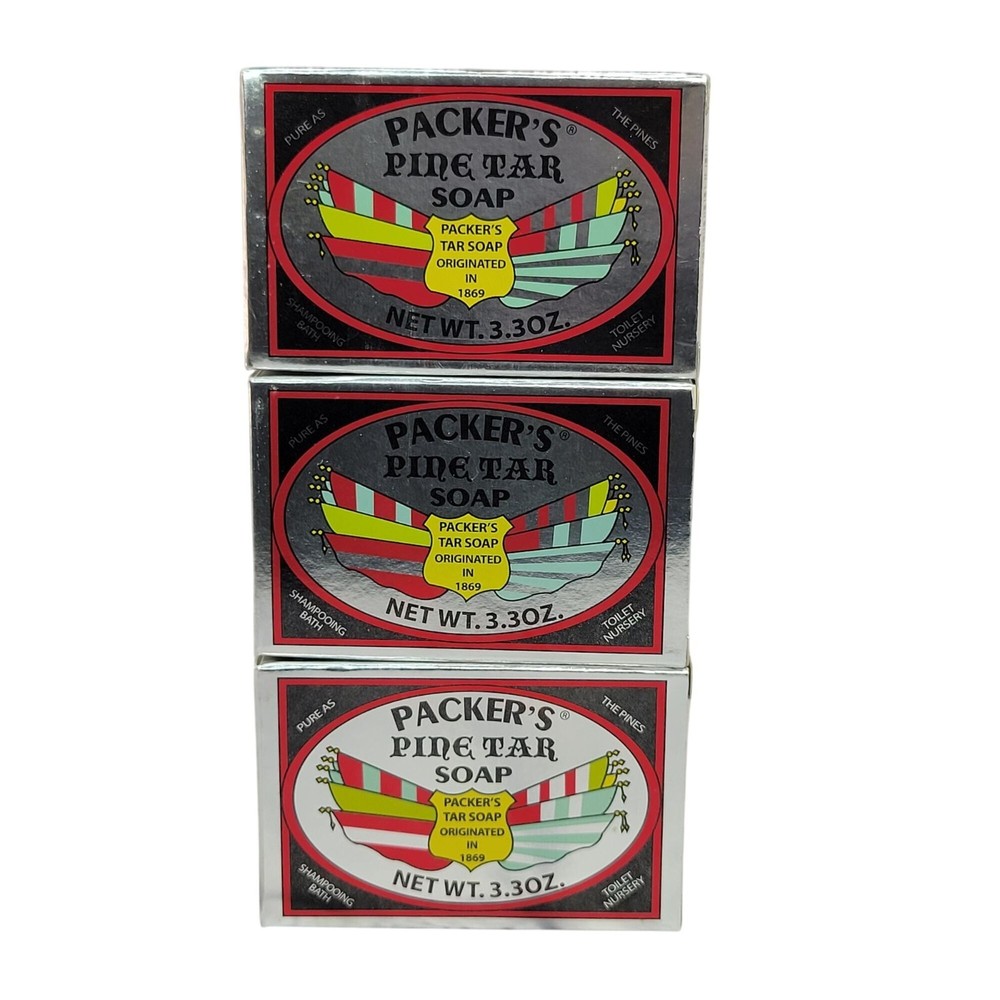 PURE AS
THE PINES
PACKER'S®
PINE TAR
SOAP
PACKER'S
TAR SOAP
ORIGINATED
IN
1869
NET WT. 3.3OZ.
SHAMPOOING
BATH
TOILET
NURSERY
PURE AS
THE PINES
PACKER'S®
PINE TAR
SOAP
PACKER'S
TAR SOAP
ORIGINATED
IN
1869
NET WT. 3.3OZ.
SHAMPOOING
BATH
TOILET
NURSERY
PURE AS
THE PINES
PACKER'S®
PINE TAR
SOAP
PACKER'S
TAR SOAP
ORIGINATED
IN
1869
NET WT. 3.3OZ.
SHAMPOOING
BATH
TOILET
NURSERY